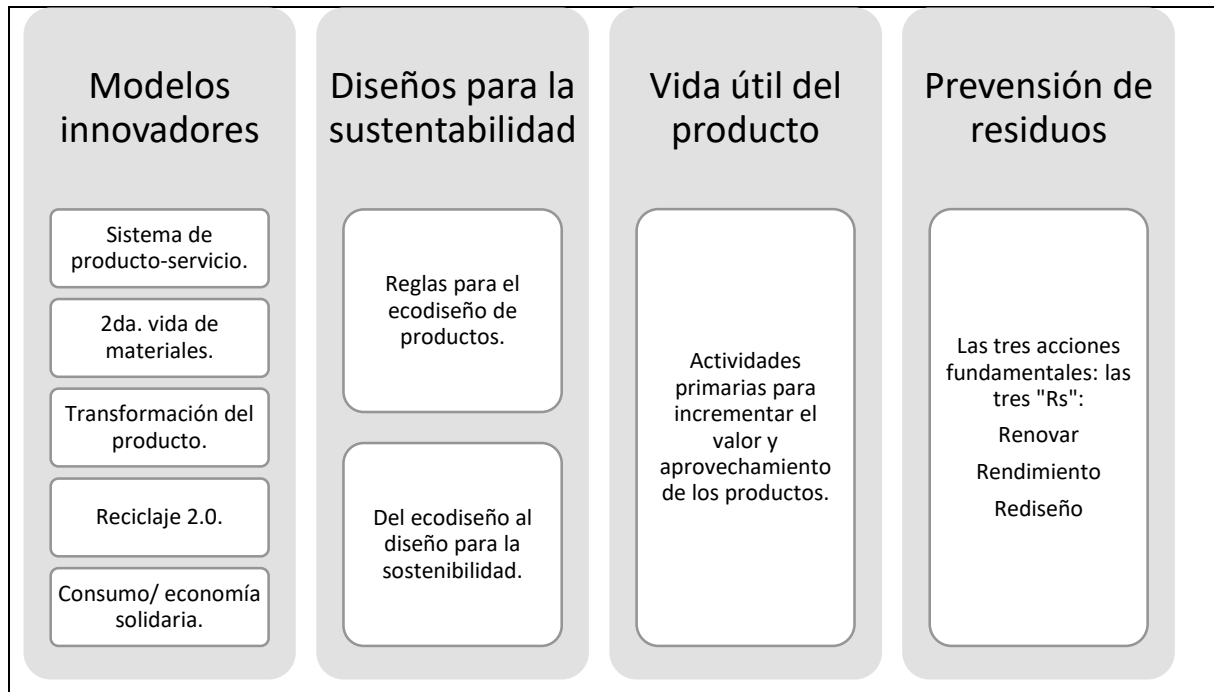 Modelos
innovadores
Sistema de
producto-servicio.
2da. vida de
materiales.
Transformación del
producto.
Reciclaje 2.0.
Consumo/ economía
solidaria.
Diseños para la
sustentabilidad
Reglas para el
ecodiseño de
productos.
Del ecodiseño al
diseño para la
sostenibilidad.
Vida útil del
producto
Actividades
primarias para
incrementar el
valor y
aprovechamiento
de los productos.
Prevención de
residuos
Las tres acciones
fundamentales: las
tres "Rs":
Renovar
Rendimiento
Rediseño